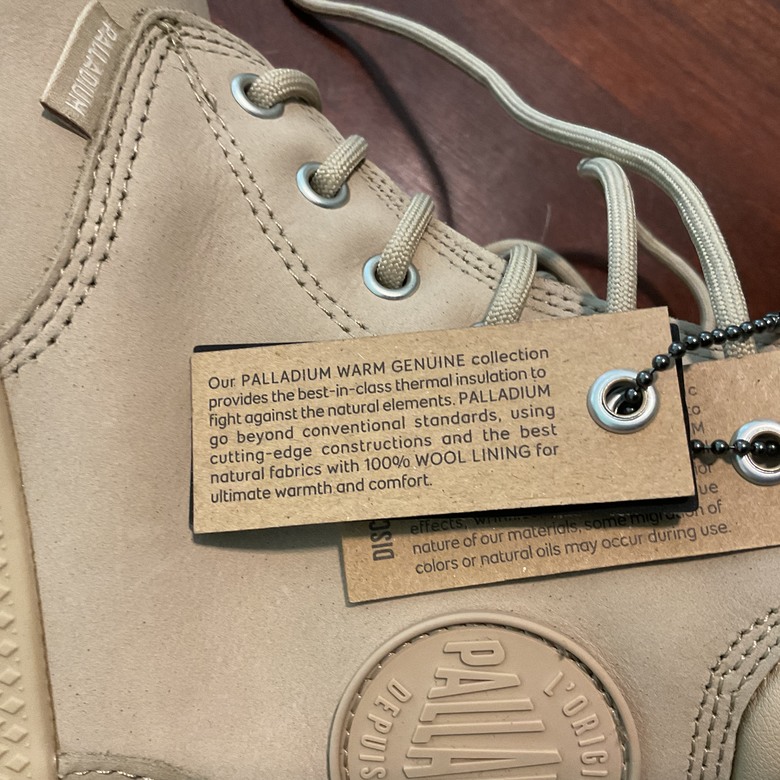 PALLADIUM
Our PALLADIUM WARM GENUINE collection
provides the best-in-class thermal insulation to
fight against the natural elements. PALLADIUM
go beyond conventional standards, using
cutting-edge constructions and the best
natural fabrics with 100% WOOL LINING for
ultimate warmth and comfort.
DISC
effects,
nature of our materials, some migration of
colors or natural oils may occur during use.
PALLA
DEPUIS
L'ORIG